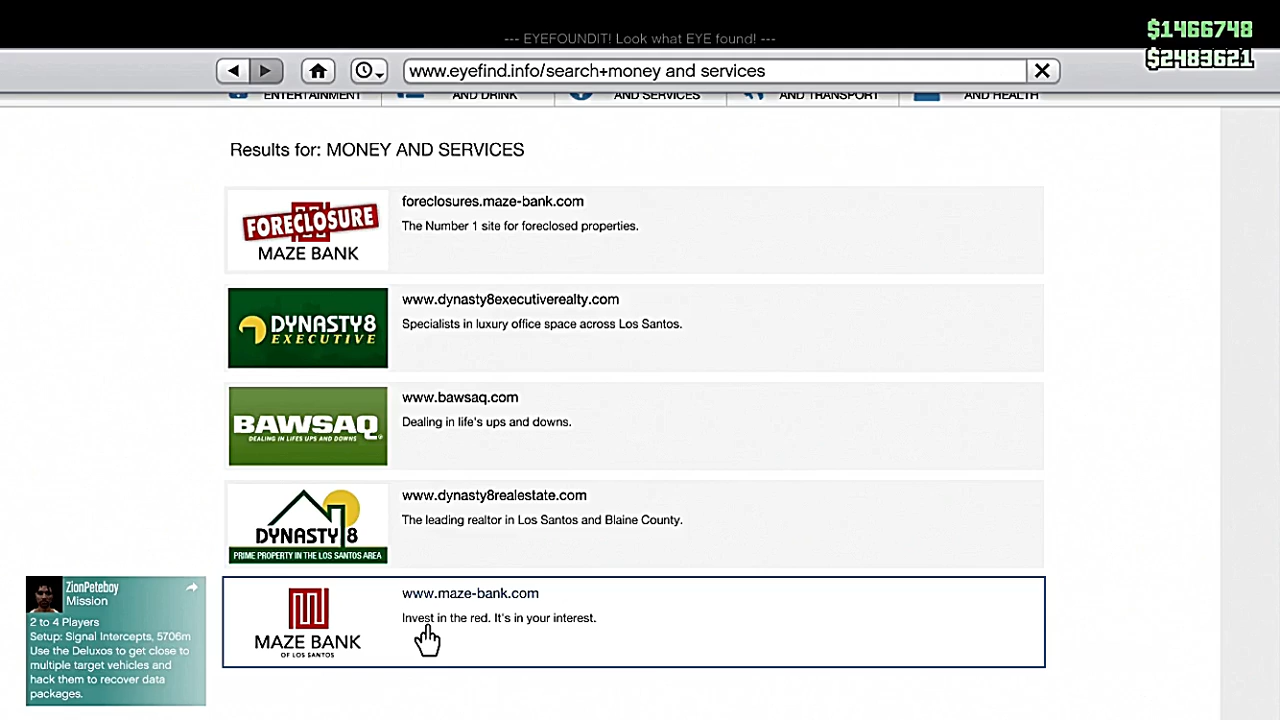 --- EYEFOUNDIT! Look what EYE found! ---
$1466748
$2483621
www.eyefind.info/search+money and services
ENTERTAINMENT
AND DRINK
AND SERVICES
AND TRANSPORT
AND HEALTH
Results for: MONEY AND SERVICES
FORECLOSURE
MAZE BANK
foreclosures.maze-bank.com
The Number 1 site for foreclosed properties.
DYNASTY8
EXECUTIVE
www.dynasty8executiverealty.com
Specialists in luxury office space across Los Santos.
BAWSAQ
DEALING IN LIFES UPS AND DOWNS
www.bawsaq.com
Dealing in life's ups and downs.
DYNASTY 8
PRIME PROPERTY IN THE LOS SANTOS AREA
www.dynasty8realestate.com
The leading realtor in Los Santos and Blaine County.
MAZE BANK
OF LOS SANTOS
www.maze-bank.com
Invest in the red. It's in your interest.
ZionPeteboy
Mission
2 to 4 Players
Setup: Signal Intercepts, 5706m
Use the Deluxos to get close to
multiple target vehicles and
hack them to recover data
packages.